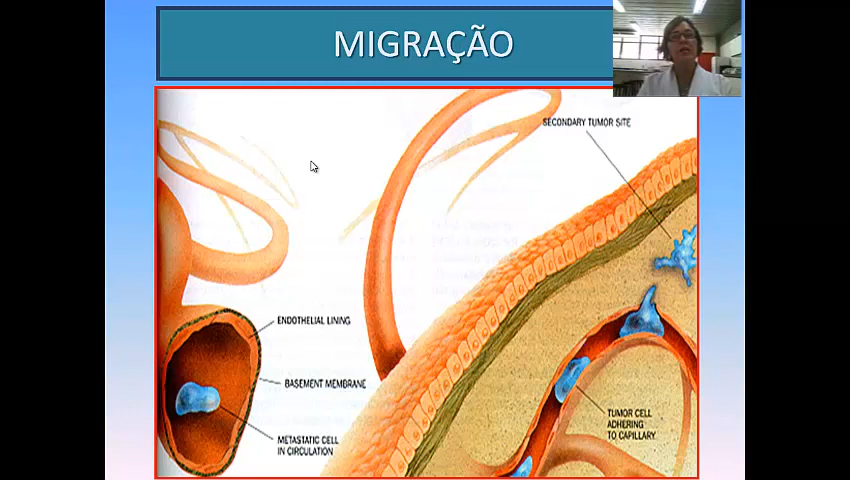 MIGRAÇÃO
SECONDARY TUMOR SITE
ENDOTHELIAL LINING
BASEMENT MEMBRANE
METASTATIC CELL
IN CIRCULATION
TUMOR CELL
ADHERING
TO CAPILLARY